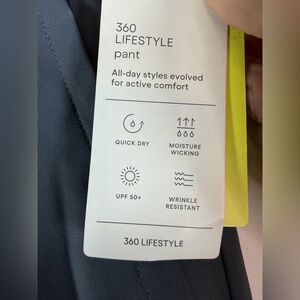 360
LIFESTYLE
pant
All-day styles evolved
for active comfort
QUICK DRY
MOISTURE
WICKING
UPF 50+
WRINKLE
RESISTANT
360 LIFESTYLE